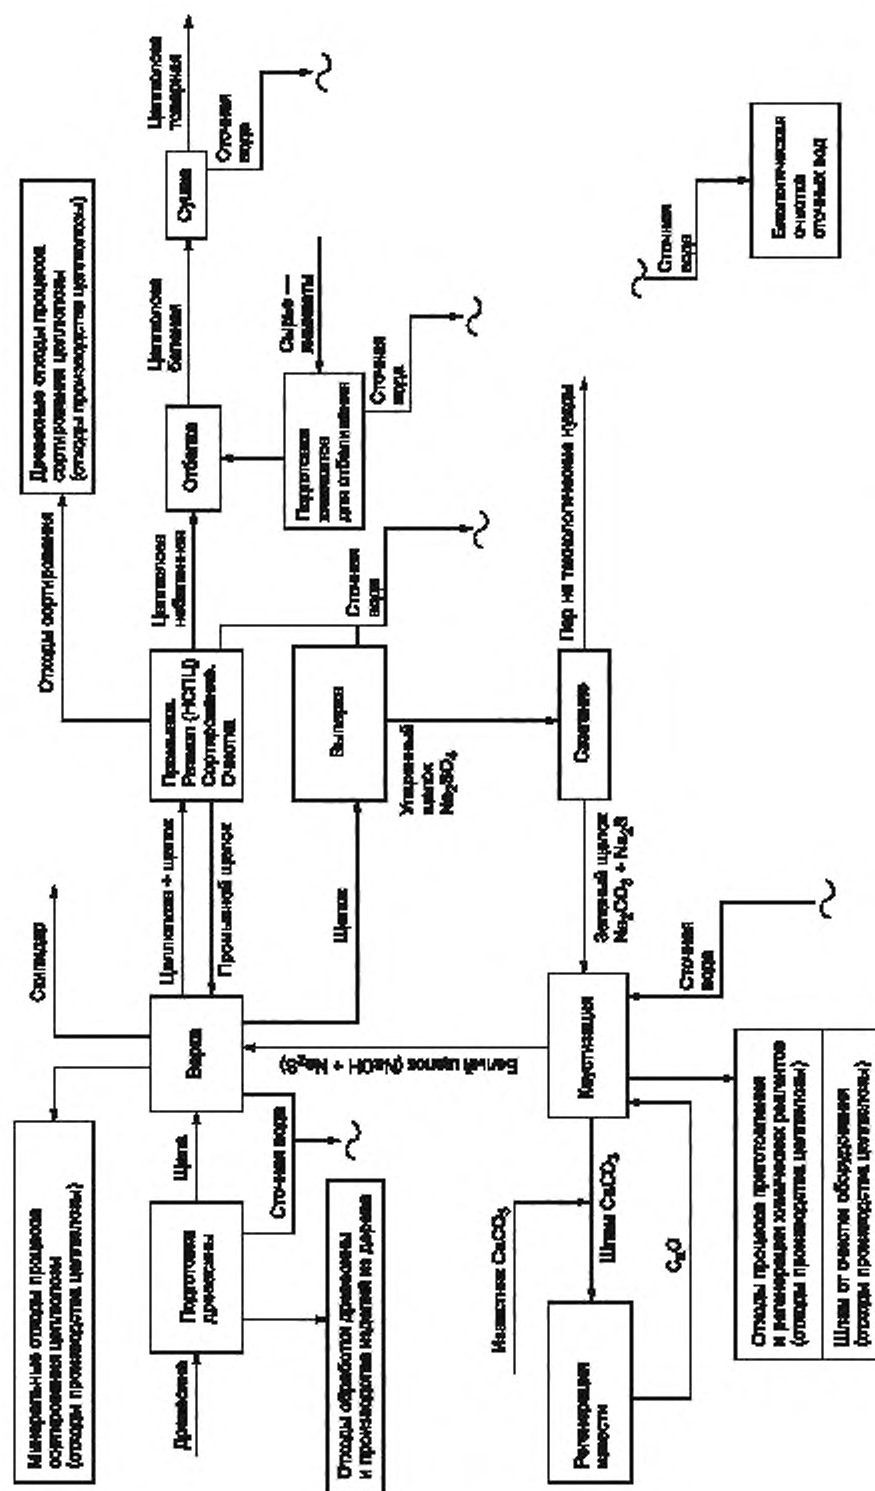 Минеральные отходы процесса
сортирования целлюлозы
(отходы производства целлюлозы)
Скипидар
Отходы сортирования
Древесные отходы процесса
сортирования целлюлозы
(отходы производства целлюлозы)
Древесина
Подготовка
древесины
Щепа
Варка
Целлюлоза + щелок
Промывной щелок
Промывка.
Размол (НСПЦ)
Сортирование.
Очистка
Целлюлоза
небеленая
Отбелка
Целлюлоза
беленая
Сушка
Целлюлоза
товарная
Сточная
вода
Сточная вода
Отходы обработки древесины
и производства изделий из дерева
Щелок
Выпарка
Сточная
вода
Подготовка
химикатов
для отбеливания
Сырье —
химикаты
Сточная
вода
Белый щелок (NaOH + Na2S)
Упаренный
щелок
Na2SO4
Известняк CaCO3
Регенерация
извести
Шлам CaCO3
CaO
Каустизация
Зеленый щелок
Na2CO3 + Na2S
Сжигание
Пар на технологические нужды
Сточная
вода
Сточная
вода
Биологическая
очистка
сточных вод
Отходы процесса приготовления
и регенерации химических реагентов
(отходы производства целлюлозы)
Шлам от очистки оборудования
(отходы производства целлюлозы)